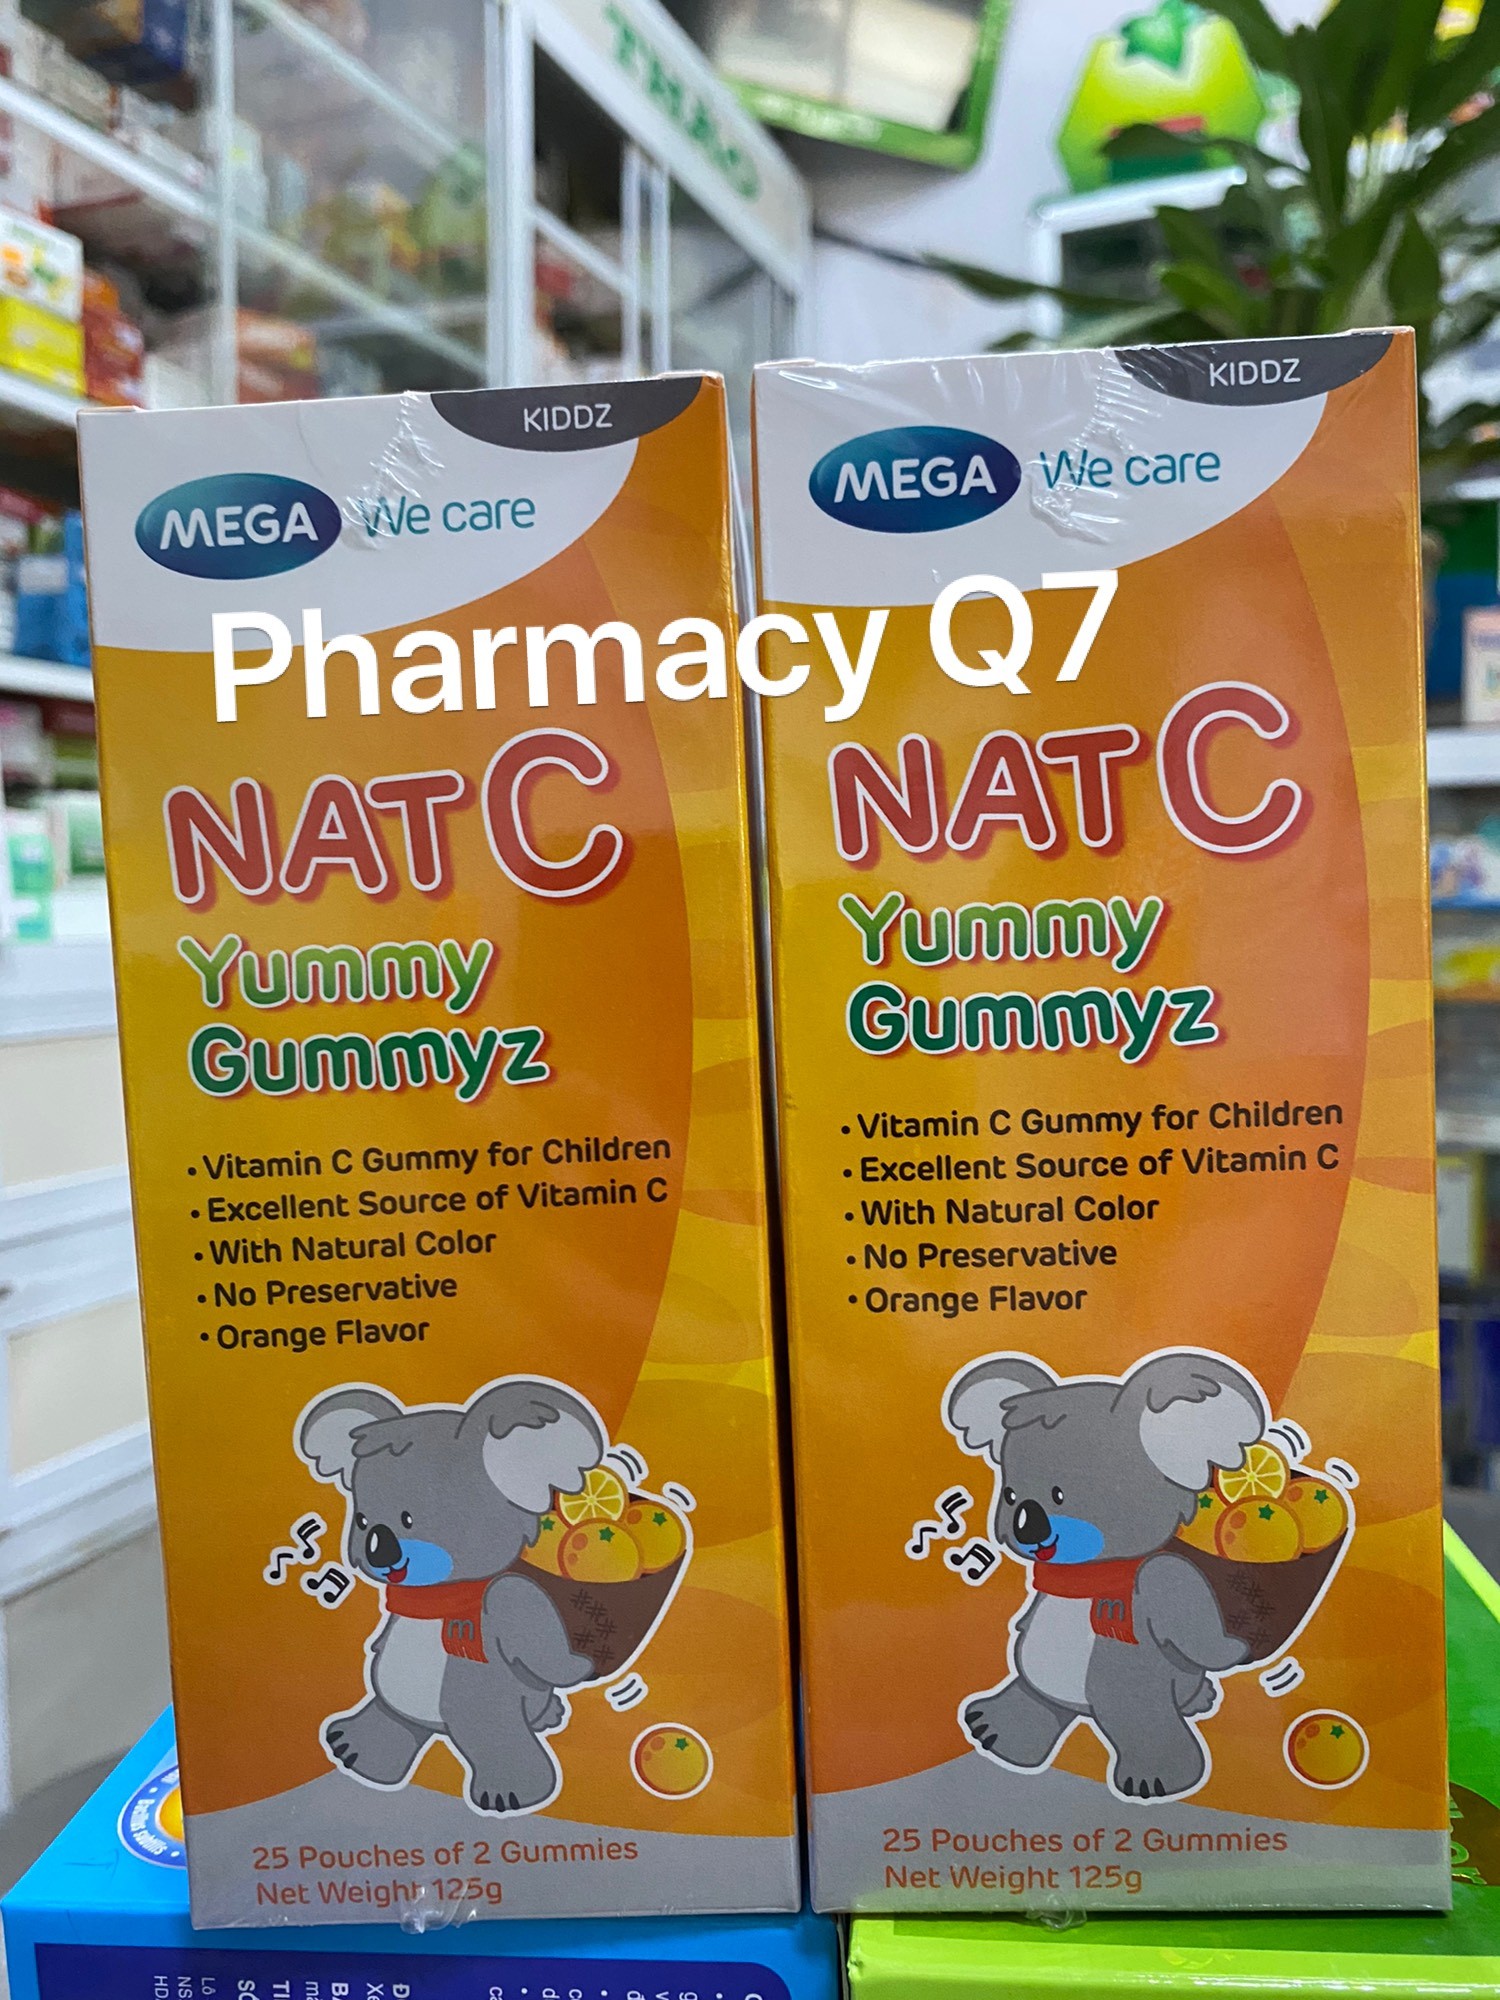 KIDDZ
MEGA We care
NAT C
Yummy
Gummyz
• Vitamin C Gummy for Children
• Excellent Source of Vitamin C
• With Natural Color
• No Preservative
• Orange Flavor
m
25 Pouches of 2 Gummies
Net Weight 125g
KIDDZ
MEGA We care
NAT C
Yummy
Gummyz
• Vitamin C Gummy for Children
• Excellent Source of Vitamin C
• With Natural Color
• No Preservative
• Orange Flavor
m
25 Pouches of 2 Gummies
Net Weight 125g
Pharmacy Q7
THẢO
Bacillus subtilis